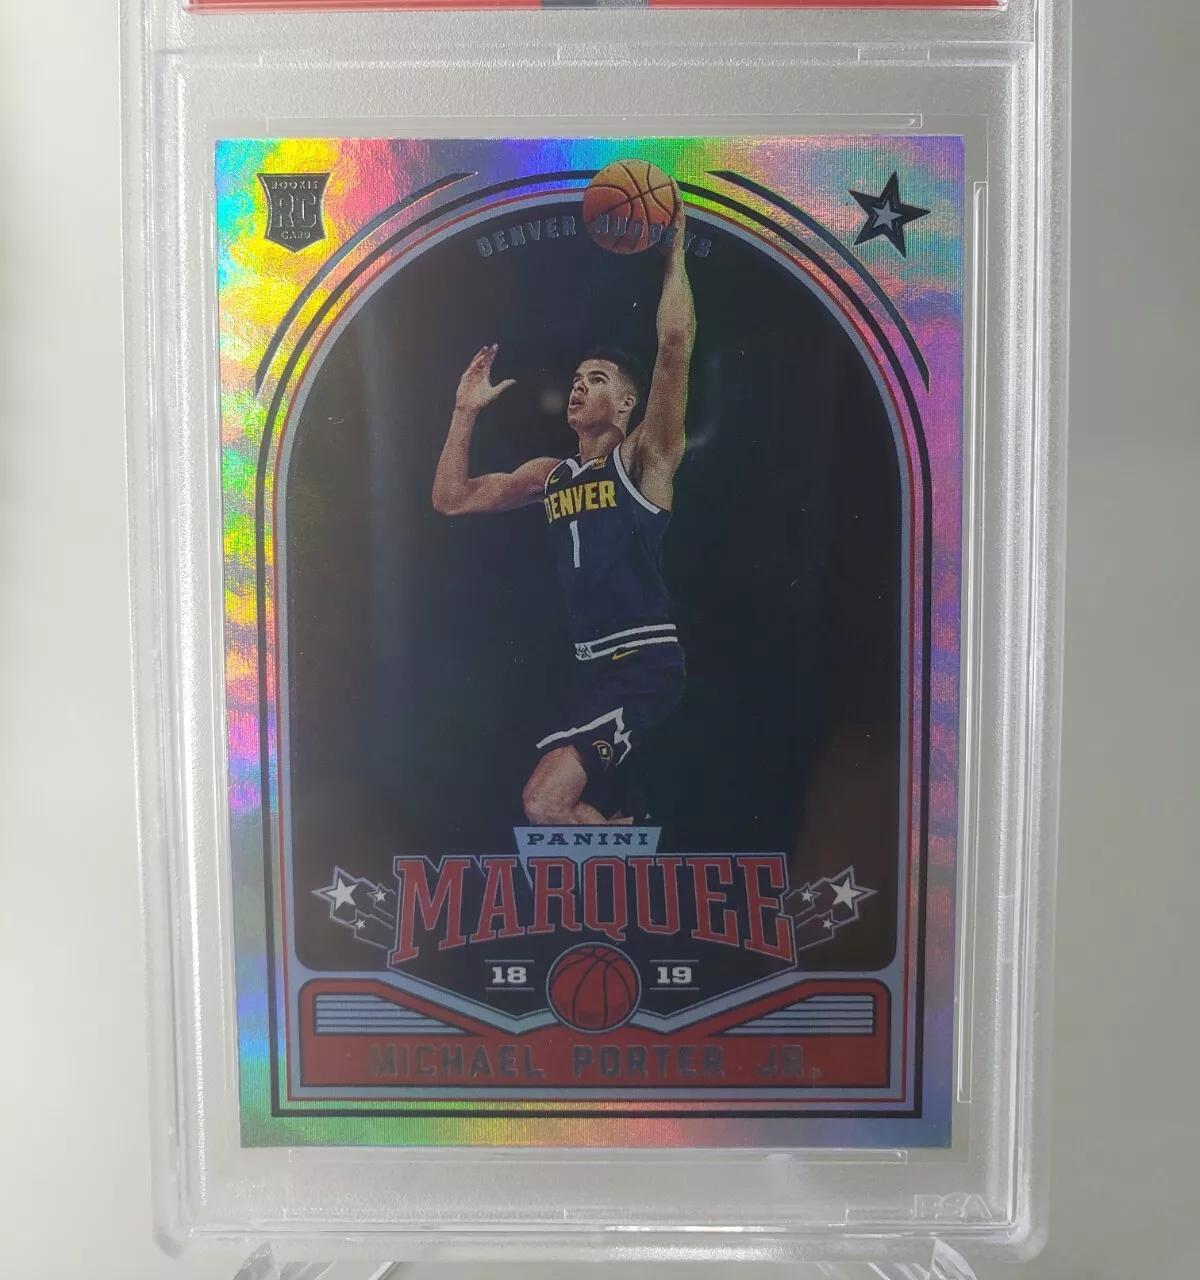 ROOKIE
RC
CARD
DENVER NUGGETS
DENVER
1
PANINI
MARQUEE
18 19
MICHAEL PORTER JR.
PSA